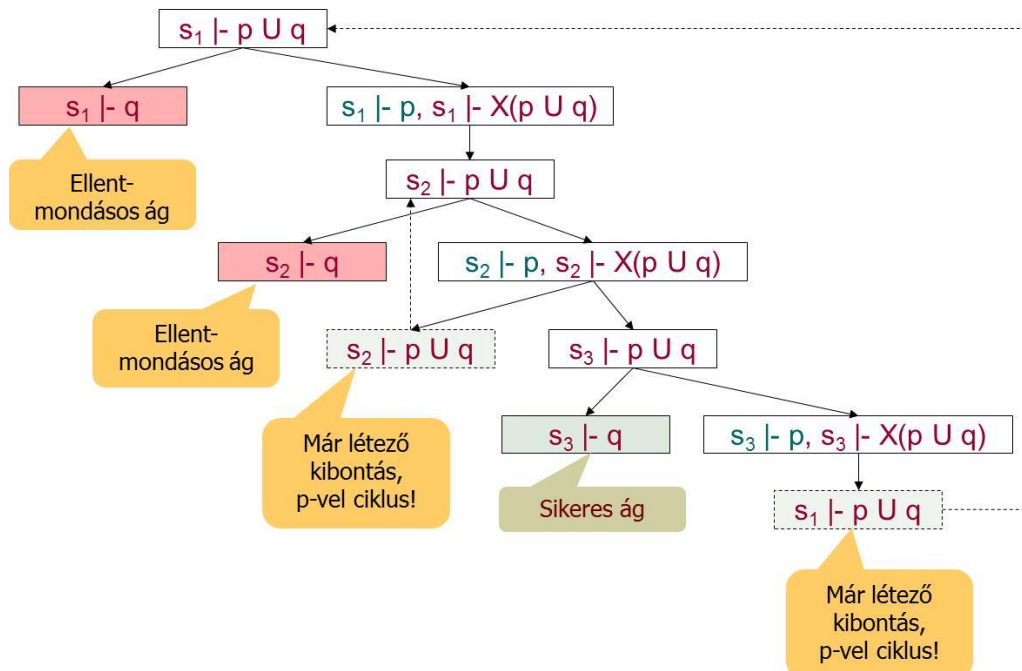 s₁ |- p U q
s₁ |- q
s₁ |- p, s₁ |- X(p U q)
Ellent-
mondásos ág
s₂ |- p U q
s₂ |- q
s₂ |- p, s₂ |- X(p U q)
Ellent-
mondásos ág
s₂ |- p U q
s₃ |- p U q
Már létező
kibontás,
p-vel ciklus!
s₃ |- q
s₃ |- p, s₃ |- X(p U q)
Sikeres ág
s₁ |- p U q
Már létező
kibontás,
p-vel ciklus!